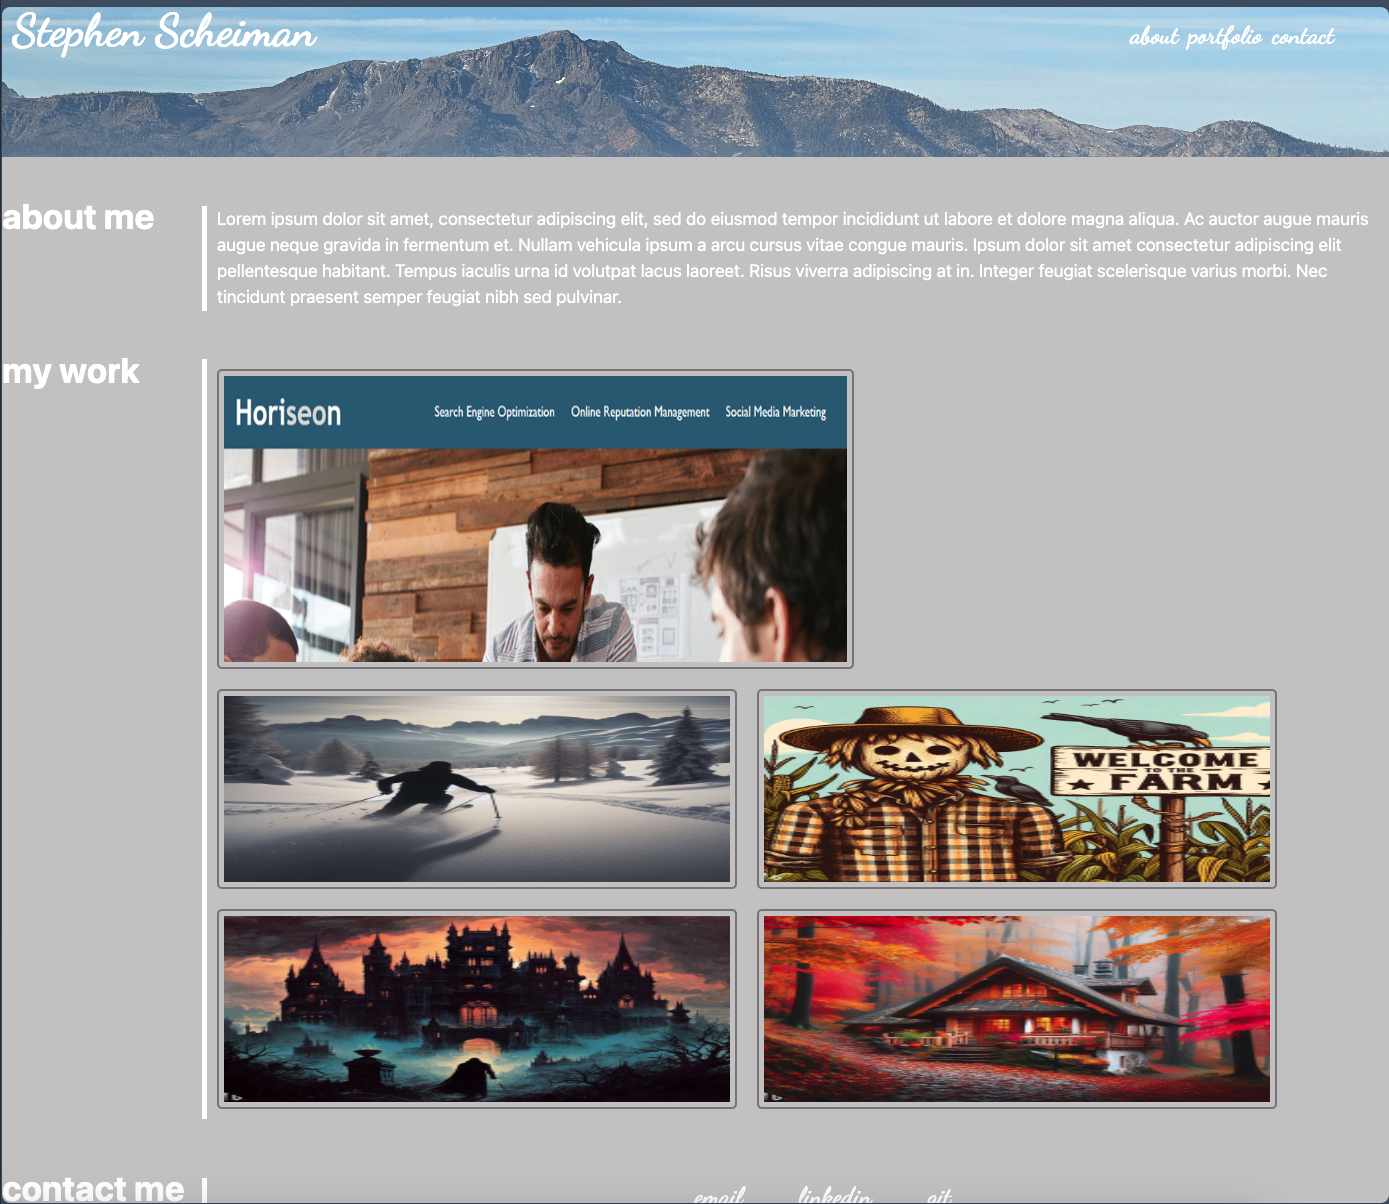 Stephen Scheiman
about portfolio contact
about me
Lorem ipsum dolor sit amet, consectetur adipiscing elit, sed do eiusmod tempor incididunt ut labore et dolore magna aliqua. Ac auctor augue mauris
augue neque gravida in fermentum et. Nullam vehicula ipsum a arcu cursus vitae congue mauris. Ipsum dolor sit amet consectetur adipiscing elit
pellentesque habitant. Tempus iaculis urna id volutpat lacus laoreet. Risus viverra adipiscing at in. Integer feugiat scelerisque varius morbi. Nec
tincidunt praesent semper feugiat nibh sed pulvinar.
my work
Horiseon
Search Engine Optimization Online Reputation Management Social Media Marketing
WELCOME
TO THE
FARM
contact me
email linkedin git